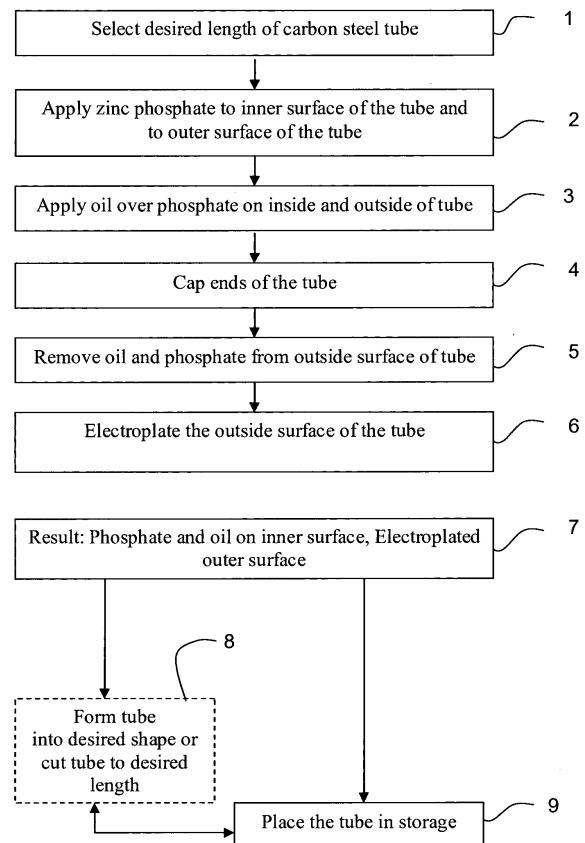 Select desired length of carbon steel tube
1
Apply zinc phosphate to inner surface of the tube and
to outer surface of the tube
2
Apply oil over phosphate on inside and outside of tube
3
Cap ends of the tube
4
Remove oil and phosphate from outside surface of tube
5
Electroplate the outside surface of the tube
6
Result: Phosphate and oil on inner surface, Electroplated
outer surface
7
8
Form tube
into desired shape or
cut tube to desired
length
Place the tube in storage
9